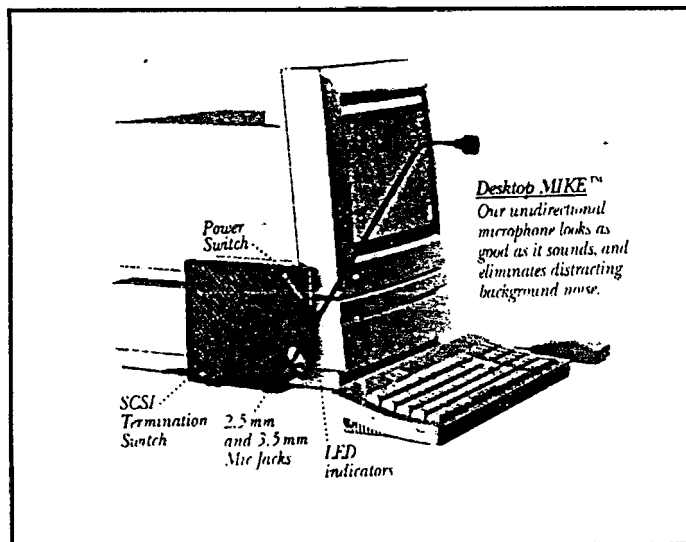 Desktop MIKE™
Our unidirectional
microphone looks as
good as it sounds, and
eliminates distracting
background noise.
Power
Switch
SCSI
Termination
Switch
2.5 mm
and 3.5 mm
Mic Jacks
LED
indicators